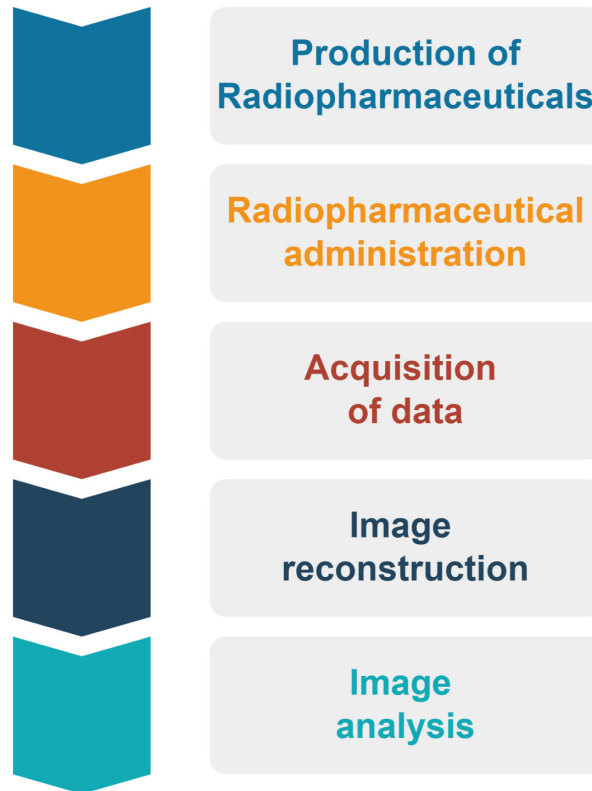 Production of
Radiopharmaceuticals
Radiopharmaceutical
administration
Acquisition
of data
Image
reconstruction
Image
analysis